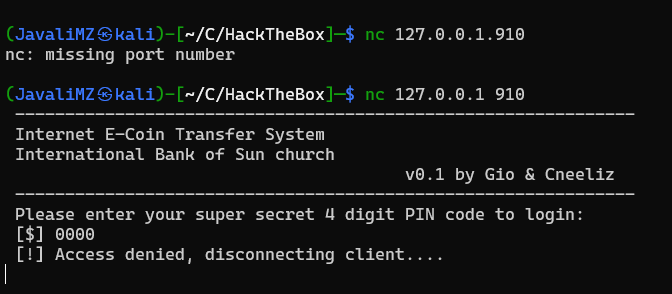 (JavaliMZ㉿kali)-[~/C/HackTheBox]-$ nc 127.0.0.1.910
nc: missing port number
(JavaliMZ㉿kali)-[~/C/HackTheBox]-$ nc 127.0.0.1 910
--------------------------------------------------------------
Internet E-Coin Transfer System
International Bank of Sun church
v0.1 by Gio & Cneeliz
--------------------------------------------------------------
Please enter your super secret 4 digit PIN code to login:
[$] 0000
[!] Access denied, disconnecting client....